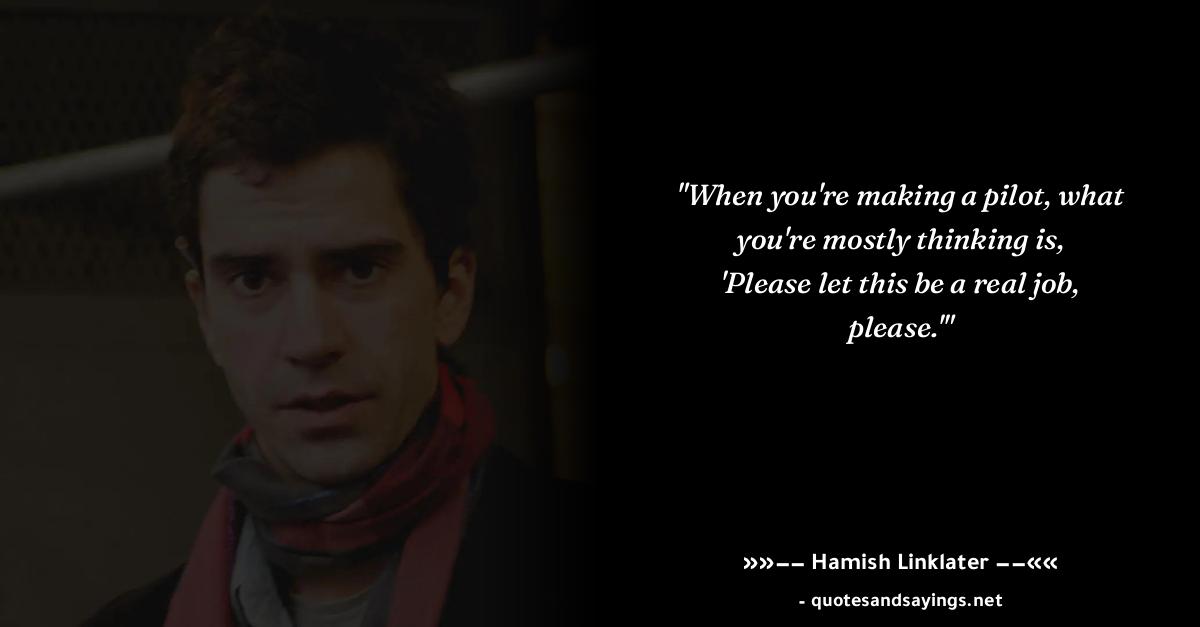 "When you're making a pilot, what
you're mostly thinking is,
'Please let this be a real job,
please.'"
»»–– Hamish Linklater ––««
- quotesandsayings.net